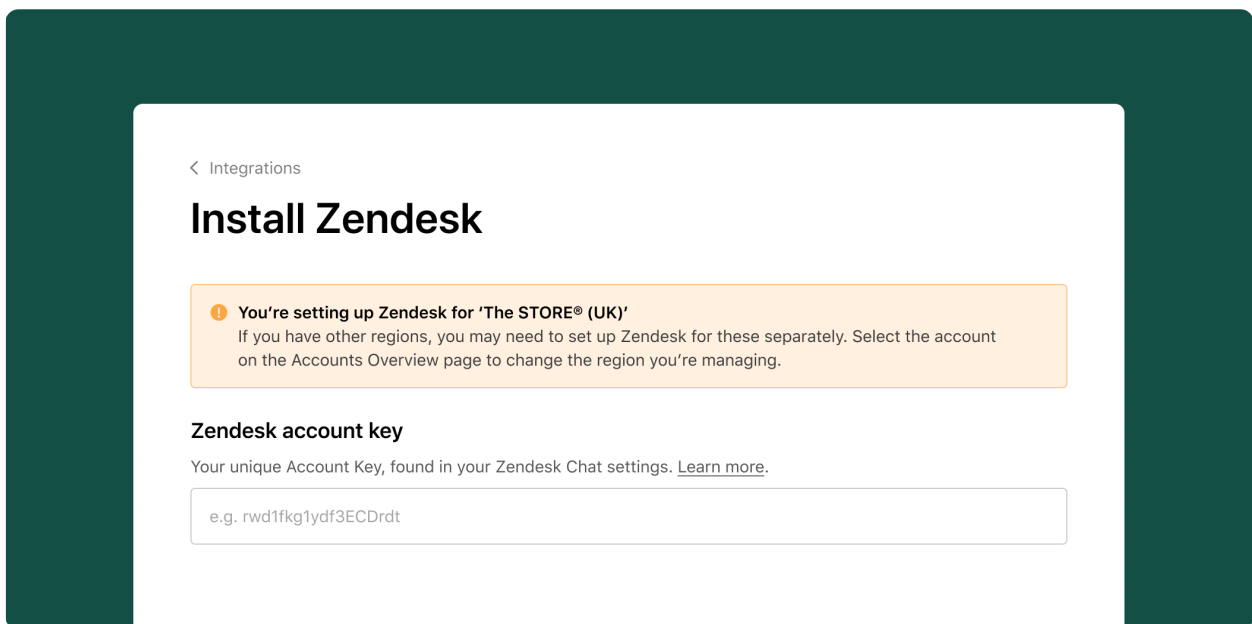 Integrations
Install Zendesk
You’re setting up Zendesk for ‘The STORE® (UK)’
If you have other regions, you may need to set up Zendesk for these separately. Select the account
on the Accounts Overview page to change the region you’re managing.
Zendesk account key
Your unique Account Key, found in your Zendesk Chat settings. Learn more.
e.g. rwd1fkg1ydf3ECDrdt